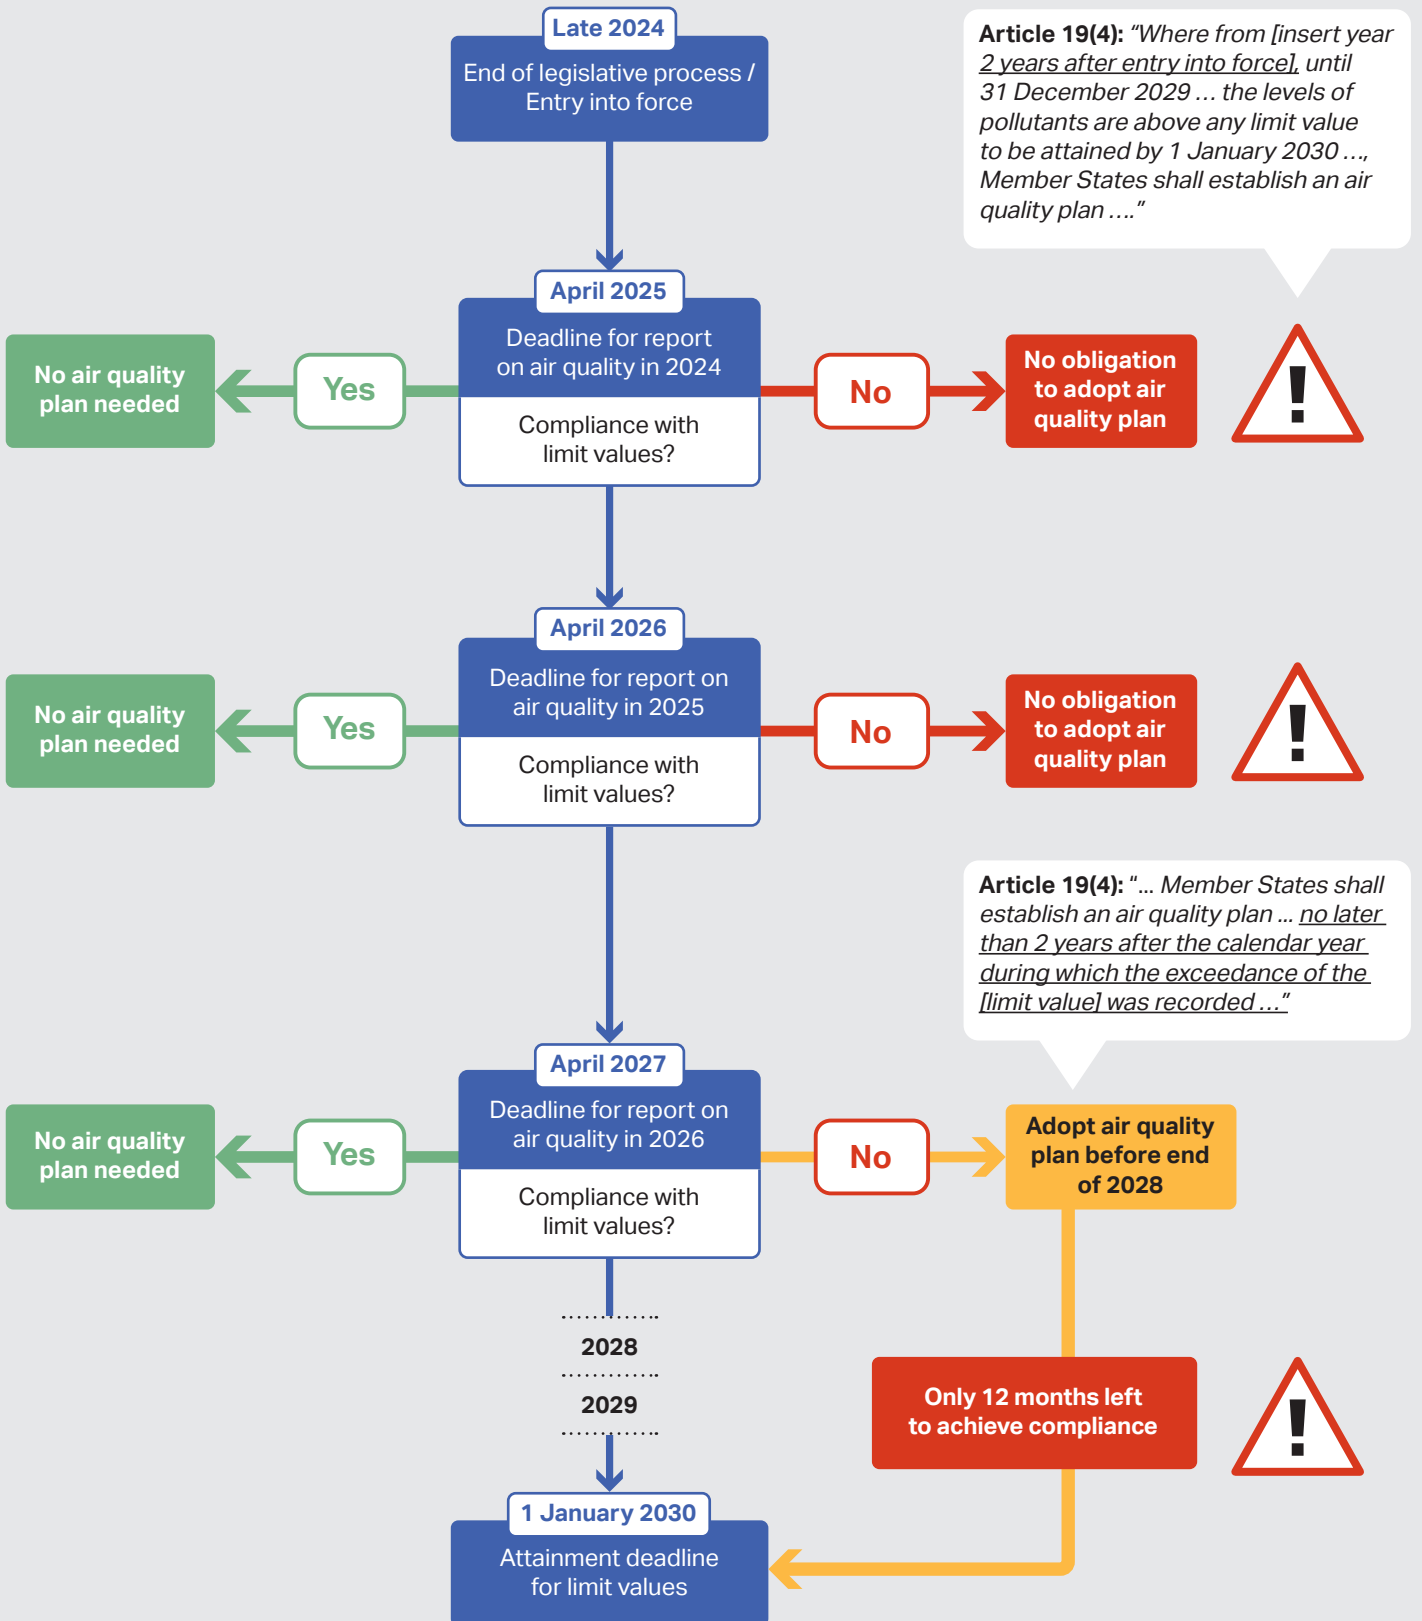 Late 2024
End of legislative process /
Entry into force
Article 19(4): “Where from [insert year
2 years after entry into force], until
31 December 2029 … the levels of
pollutants are above any limit value
to be attained by 1 January 2030 …,
Member States shall establish an air
quality plan ….”
April 2025
Deadline for report
on air quality in 2024
Compliance with
limit values?
Yes
No air quality
plan needed
No
No obligation
to adopt air
quality plan
!
April 2026
Deadline for report on
air quality in 2025
Compliance with
limit values?
Yes
No air quality
plan needed
No
No obligation
to adopt air
quality plan
!
Article 19(4): “... Member States shall
establish an air quality plan ... no later
than 2 years after the calendar year
during which the exceedance of the
[limit value] was recorded …”
April 2027
Deadline for report on
air quality in 2026
Compliance with
limit values?
Yes
No air quality
plan needed
No
Adopt air quality
plan before end
of 2028
2028
2029
Only 12 months left
to achieve compliance
!
1 January 2030
Attainment deadline
for limit values